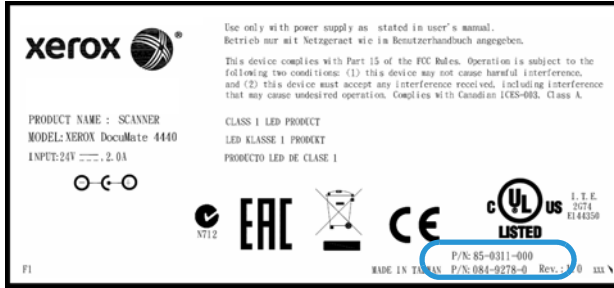 xerox
Use only with power supply as stated in user's manual.
Betrieb nur mit Netzgeraet wie im Benutzerhandbuch angegeben.
This device complies with Part 15 of the FCC Rules. Operation is subject to the
following two conditions: (1) this device may not cause harmful interference,
and (2) this device must accept any interference received, including interference
that may cause undesired operation. Complies with Canadian ICES-003. Class A.
PRODUCT NAME : SCANNER
MODEL: XEROX DocuMate 4440
INPUT:24V , 2.0A
CLASS 1 LED PRODUCT
LED KLASSE 1 PRODUKT
PRODUCTO LED DE CLASE 1
N712
EAC
CE
C UL US
LISTED
I.T.E.
2G74
E144350
P/N: 85-0311-000
F1
MADE IN TAIWAN P/N: 084-9278-0 Rev.: 1/0 xxx